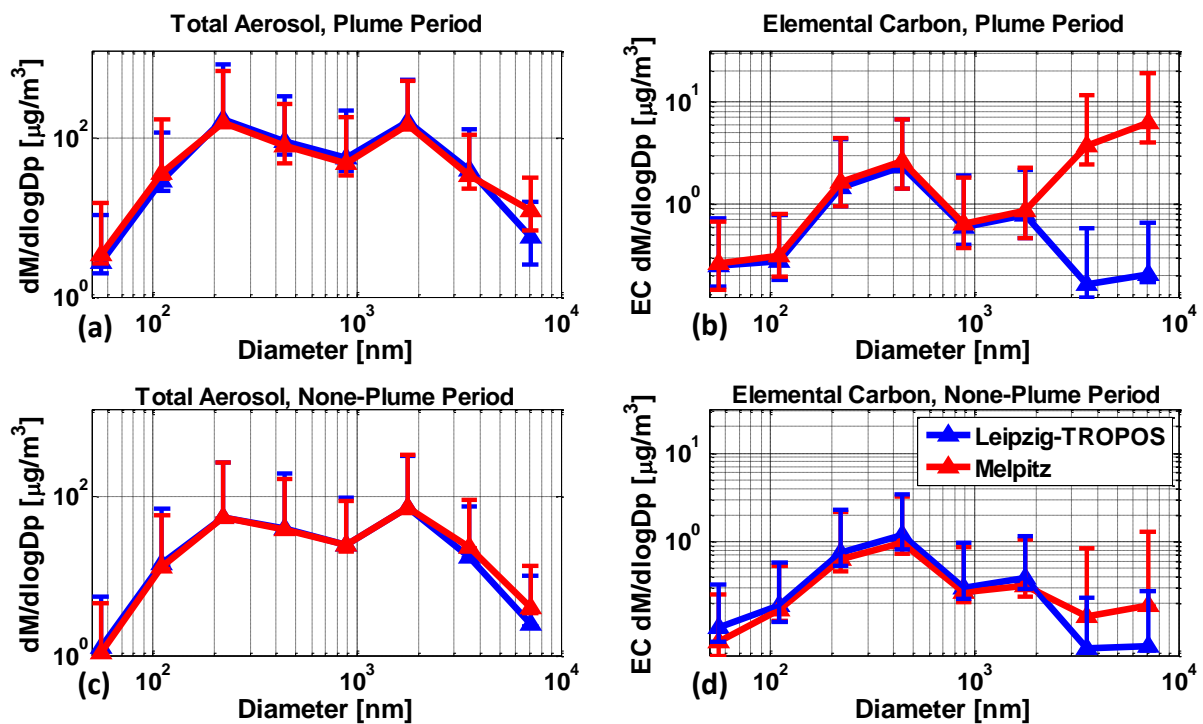 Total Aerosol, Plume Period
dM/dlogDp [μg/m³]
10²
10⁰
10² 10³ 10⁴
(a)
Diameter [nm]
Elemental Carbon, Plume Period
EC dM/dlogDp [μg/m³]
10¹
10⁰
10² 10³ 10⁴
(b)
Diameter [nm]
Total Aerosol, None-Plume Period
dM/dlogDp [μg/m³]
10²
10⁰
10² 10³ 10⁴
(c)
Diameter [nm]
Elemental Carbon, None-Plume Period
EC dM/dlogDp [μg/m³]
Leipzig-TROPOS
Melpitz
10¹
10⁰
10² 10³ 10⁴
(d)
Diameter [nm]